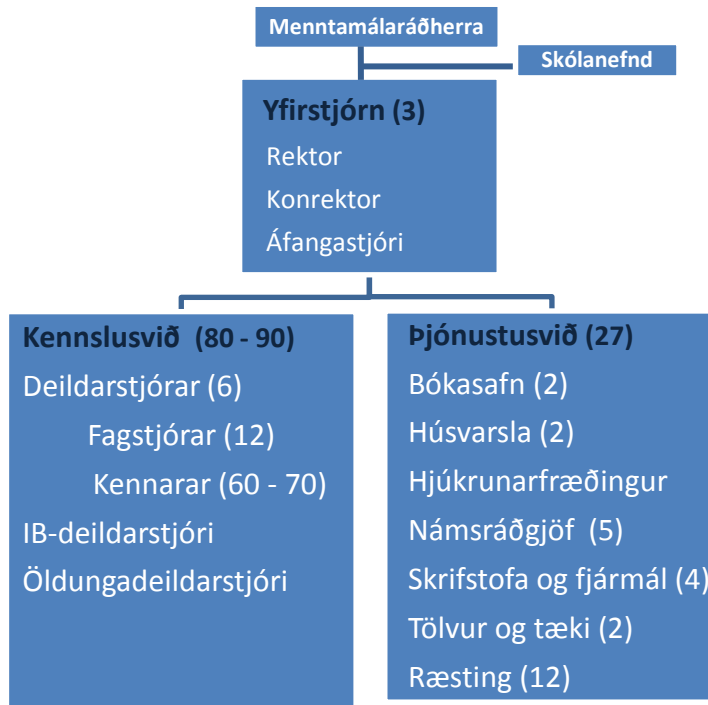 Menntamálaráðherra
Skólanefnd
Yfirstjórn (3)
Rektor
Konrektor
Áfangastjóri
Kennslusvið (80 - 90)
Deildarstjórar (6)
Fagstjórar (12)
Kennarar (60 - 70)
IB-deildarstjóri
Öldungadeildarstjóri
Þjónustusvið (27)
Bókasafn (2)
Húsvarsla (2)
Hjúkrunarfræðingur
Námsráðgjöf (5)
Skrifstofa og fjármál (4)
Tölvur og tæki (2)
Ræsting (12)